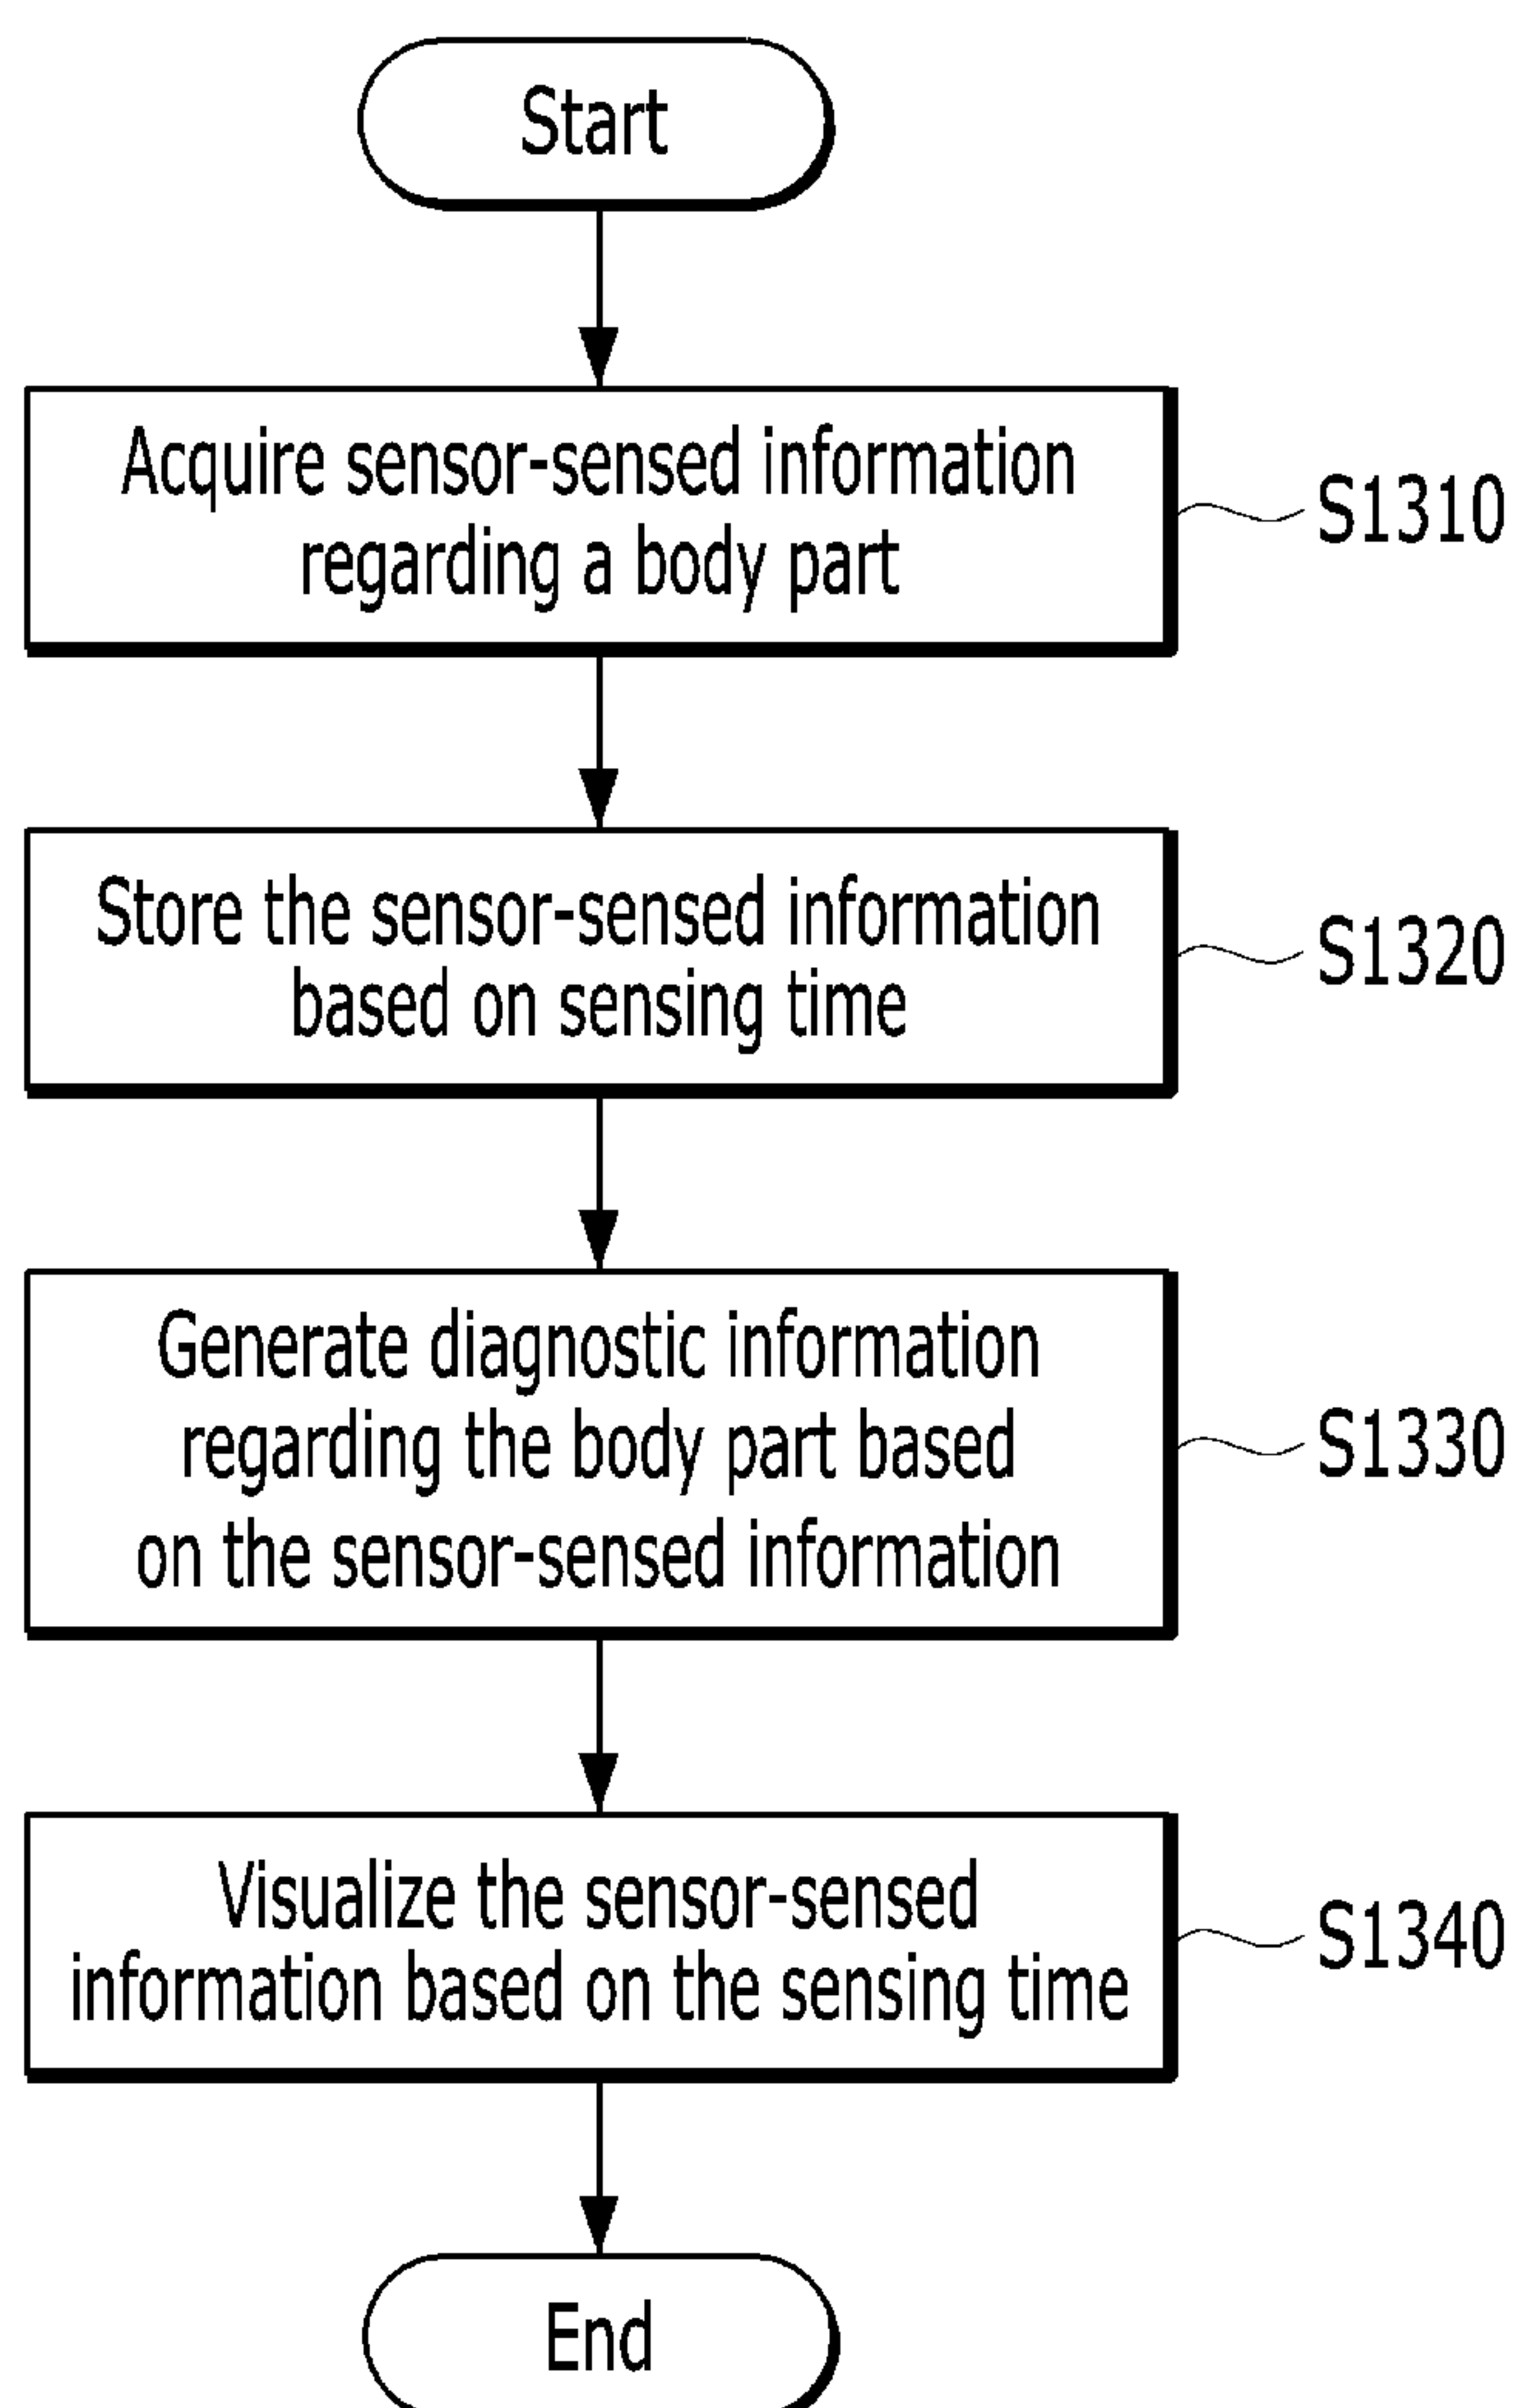 Start
Acquire sensor-sensed information
regarding a body part
S1310
Store the sensor-sensed information
based on sensing time
S1320
Generate diagnostic information
regarding the body part based
on the sensor-sensed information
S1330
Visualize the sensor-sensed
information based on the sensing time
S1340
End